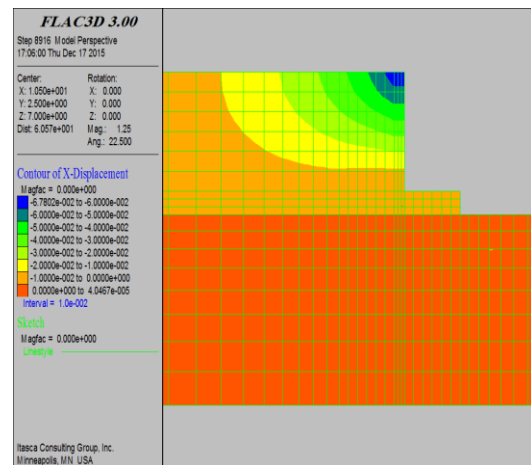 FLAC3D 3.00
Step 8916 Model Perspective
17:06:00 Thu Dec 17 2015
Center: Rotation:
X: 1.050e+001 X: 0.000
Y: 2.500e+000 Y: 0.000
Z: 7.000e+000 Z: 0.000
Dist: 6.057e+001 Mag.: 1.25
Ang.: 22.500
Contour of X-Displacement
Magfac = 0.000e+000
-6.7802e-002 to -6.0000e-002
-6.0000e-002 to -5.0000e-002
-5.0000e-002 to -4.0000e-002
-4.0000e-002 to -3.0000e-002
-3.0000e-002 to -2.0000e-002
-2.0000e-002 to -1.0000e-002
-1.0000e-002 to 0.0000e+000
0.0000e+000 to 4.0467e-005
Interval = 1.0e-002
Sketch
Magfac = 0.000e+000
Linestyle
Itasca Consulting Group, Inc.
Minneapolis, MN USA